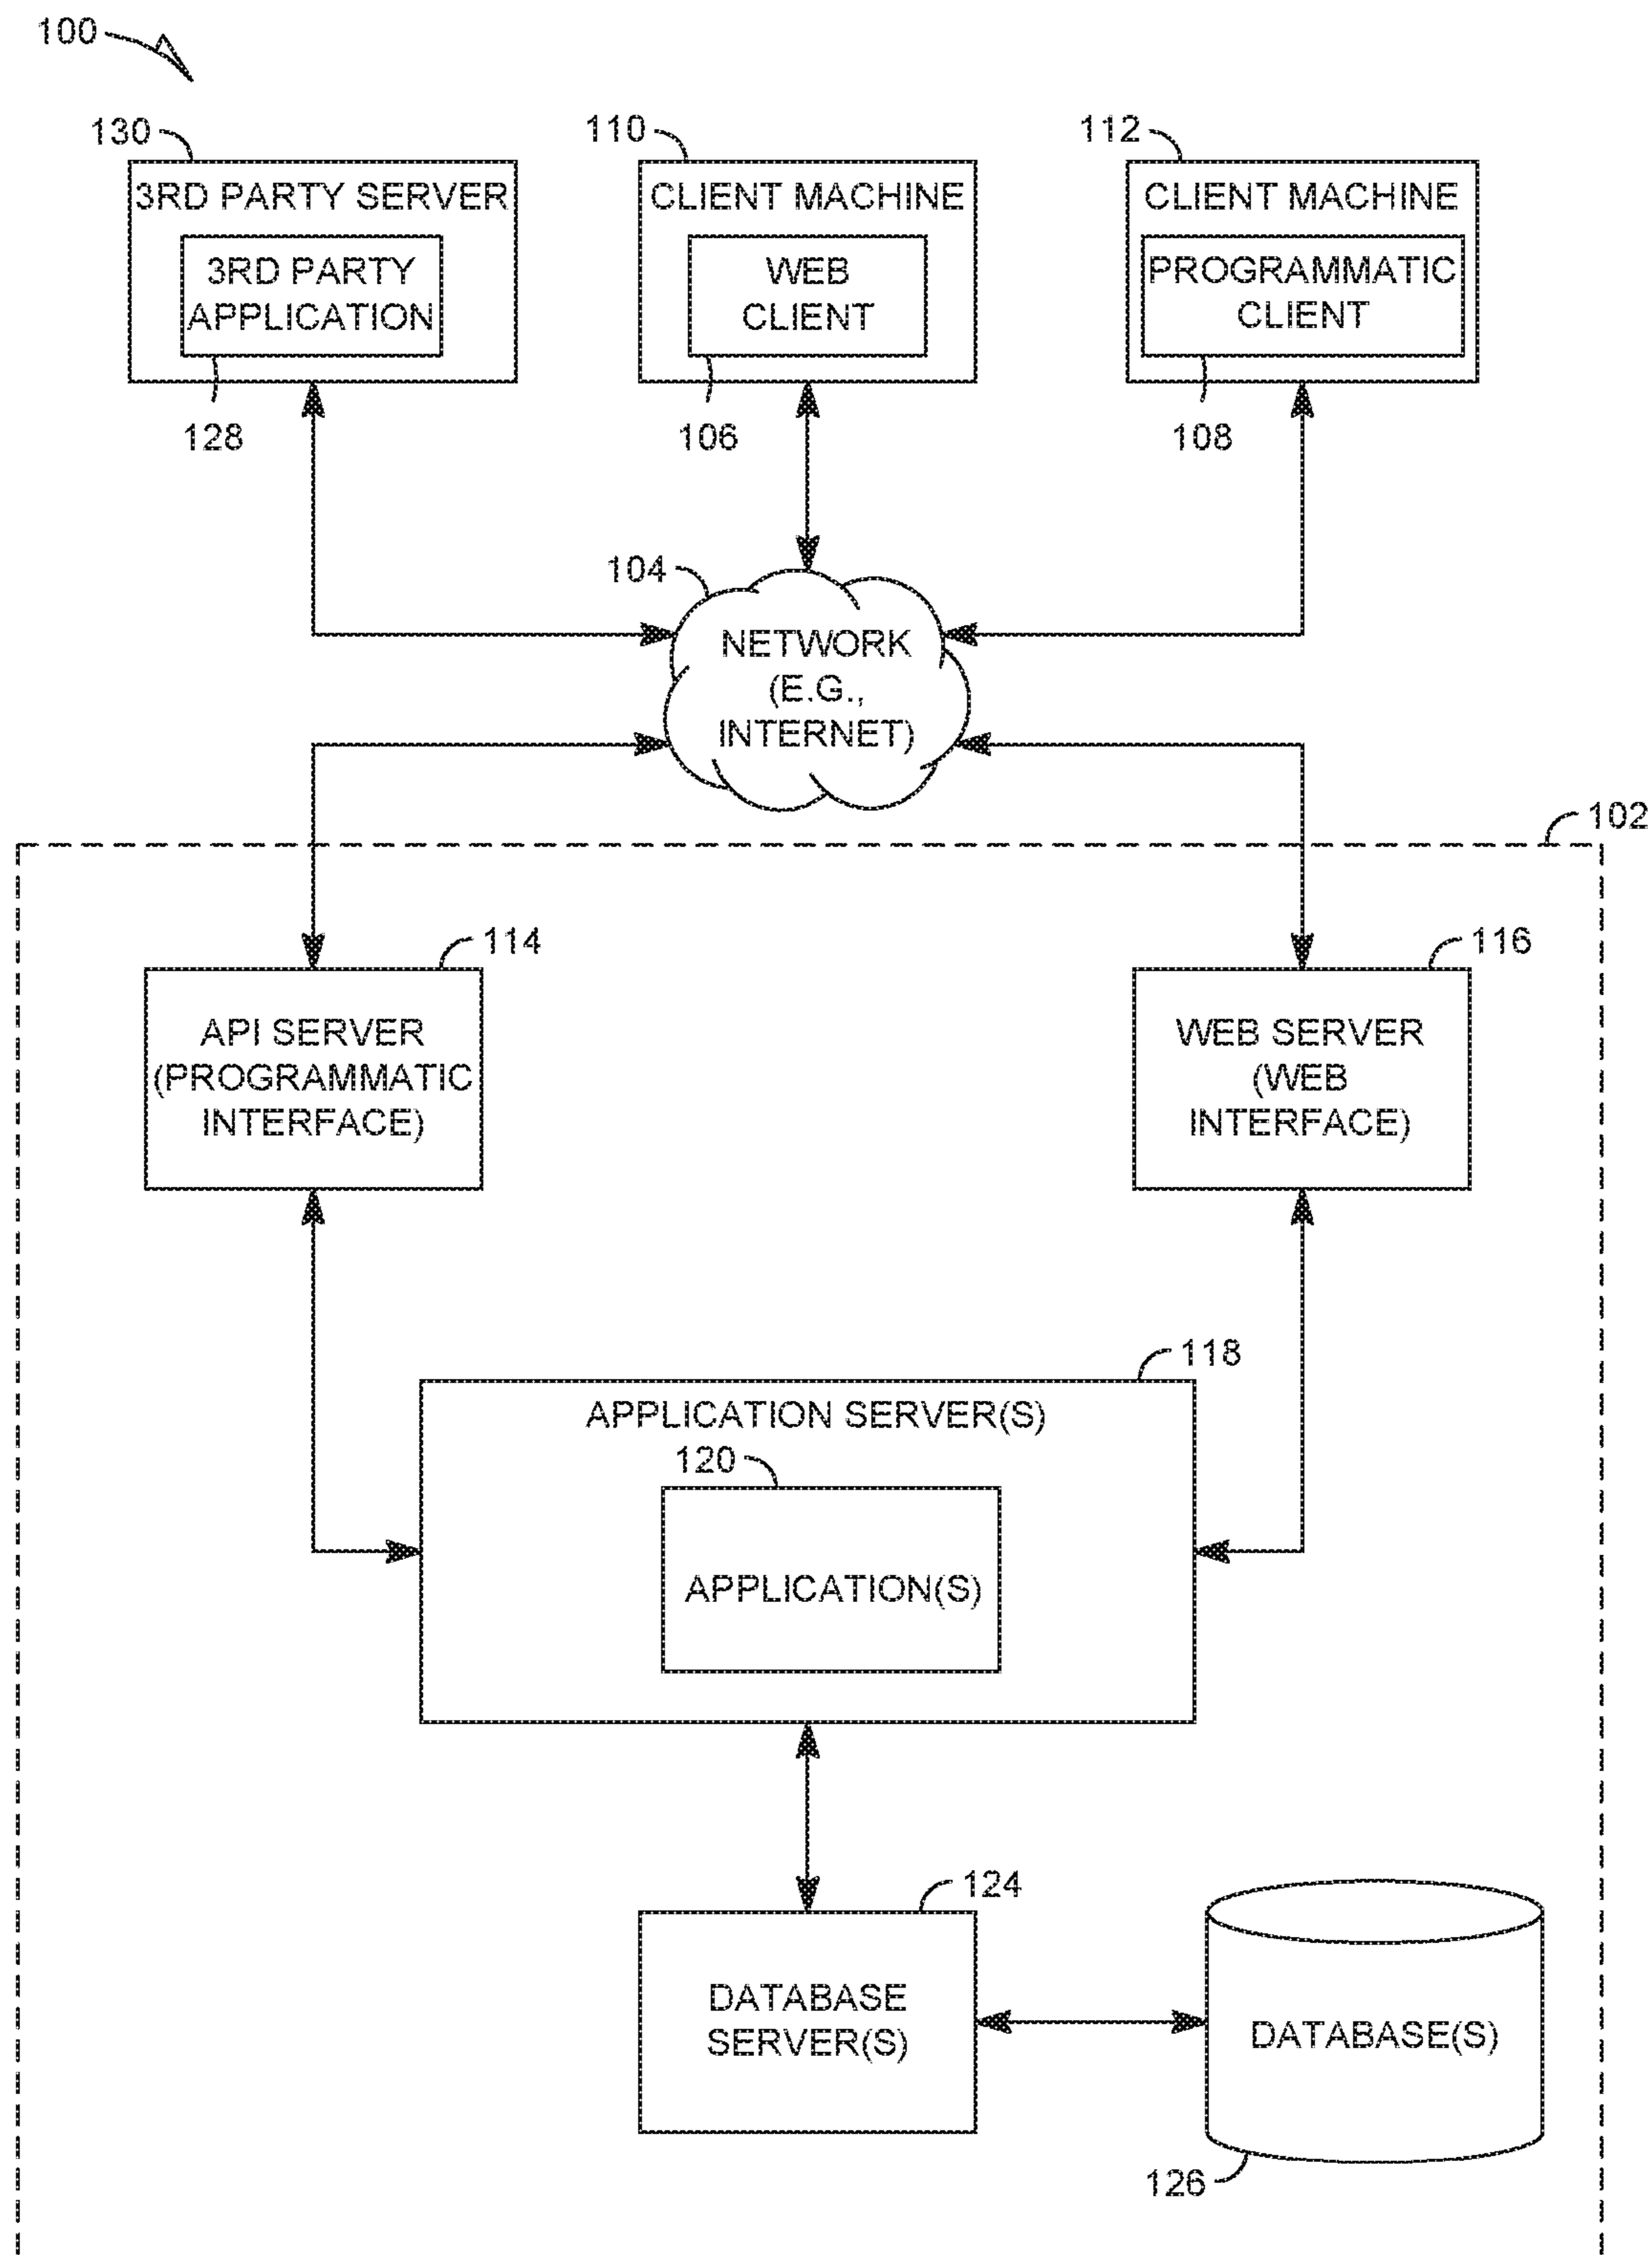 100
130
110
112
3RD PARTY SERVER
CLIENT MACHINE
CLIENT MACHINE
3RD PARTY
APPLICATION
WEB
CLIENT
PROGRAMMATIC
CLIENT
128
106
108
104
NETWORK
(E.G.,
INTERNET)
102
114
116
API SERVER
(PROGRAMMATIC
INTERFACE)
WEB SERVER
(WEB
INTERFACE)
118
APPLICATION SERVER(S)
120
APPLICATION(S)
124
DATABASE
SERVER(S)
DATABASE(S)
126